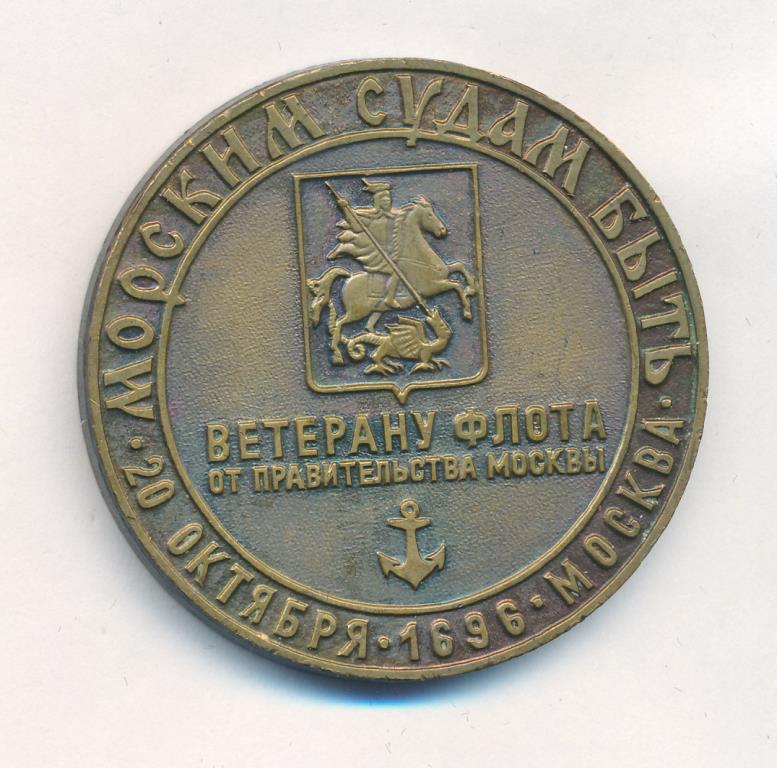 МОРСКИМ СУДАМ БЫТЬ
ВЕТЕРАНУ ФЛОТА
ОТ ПРАВИТЕЛЬСТВА МОСКВЫ
· 20 ОКТЯБРЯ · 1696 · МОСКВА ·